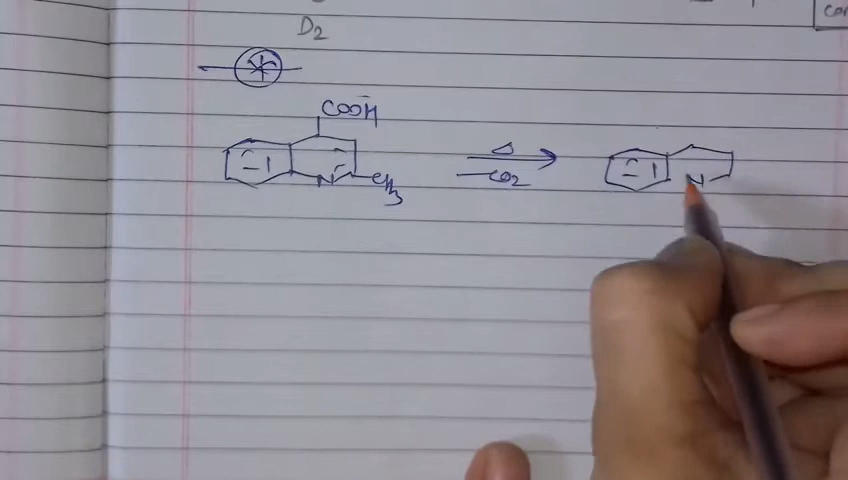 D2
COOH
N CH3
Δ
-CO2
N